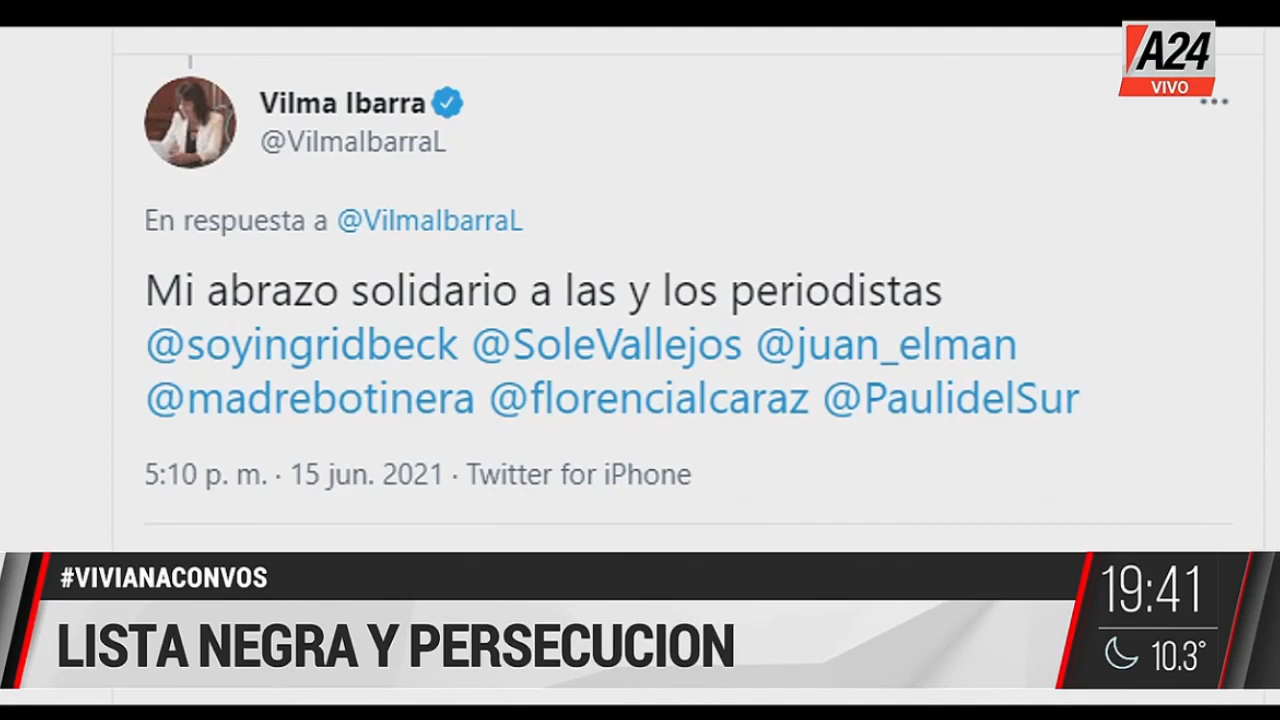 A24
VIVO
Vilma Ibarra
@VilmaIbarraL
En respuesta a @VilmaIbarraL
Mi abrazo solidario a las y los periodistas
@soyingridbeck @SoleVallejos @juan_elman
@madrebotinera @florencialcaraz @PaulidelSur
5:10 p. m. · 15 jun. 2021 · Twitter for iPhone
#VIVIANACONVOS
LISTA NEGRA Y PERSECUCION
19:41
10.3°